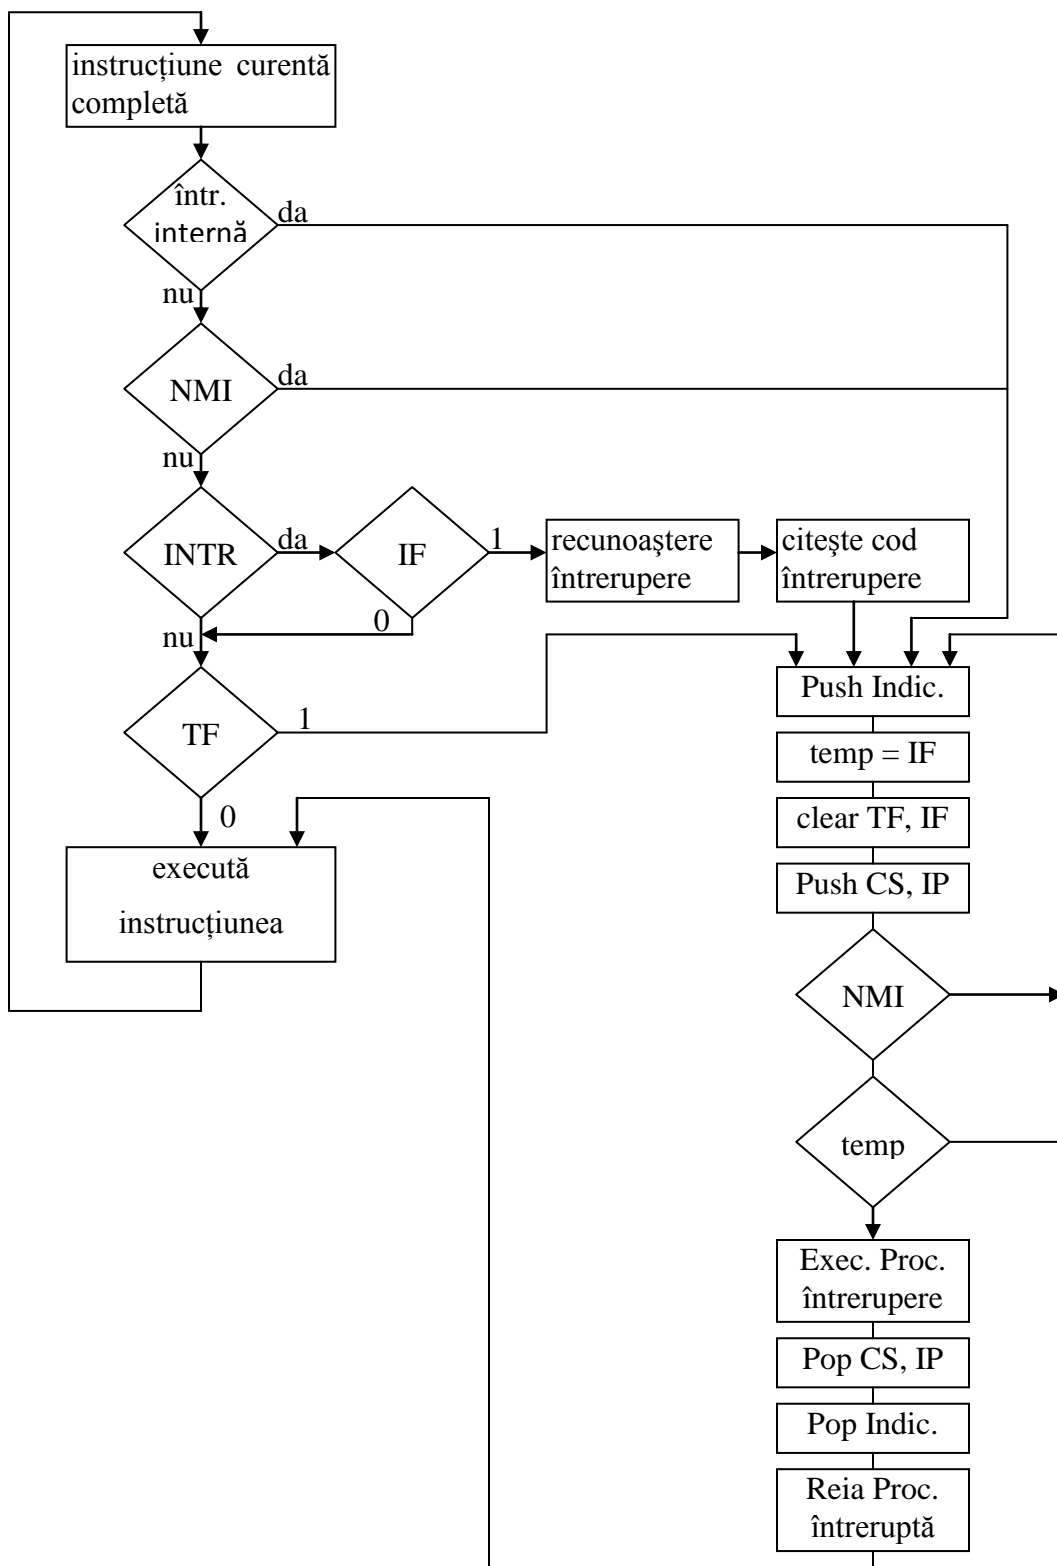 instrucțiune curentă
completă
într.
internă
da
nu
NMI
da
nu
INTR
da
IF
1
recunoaştere
întrerupere
citeşte cod
întrerupere
0
nu
TF
1
0
execută
instrucțiunea
Push Indic.
temp = IF
clear TF, IF
Push CS, IP
NMI
temp
Exec. Proc.
întrerupere
Pop CS, IP
Pop Indic.
Reia Proc.
întreruptă